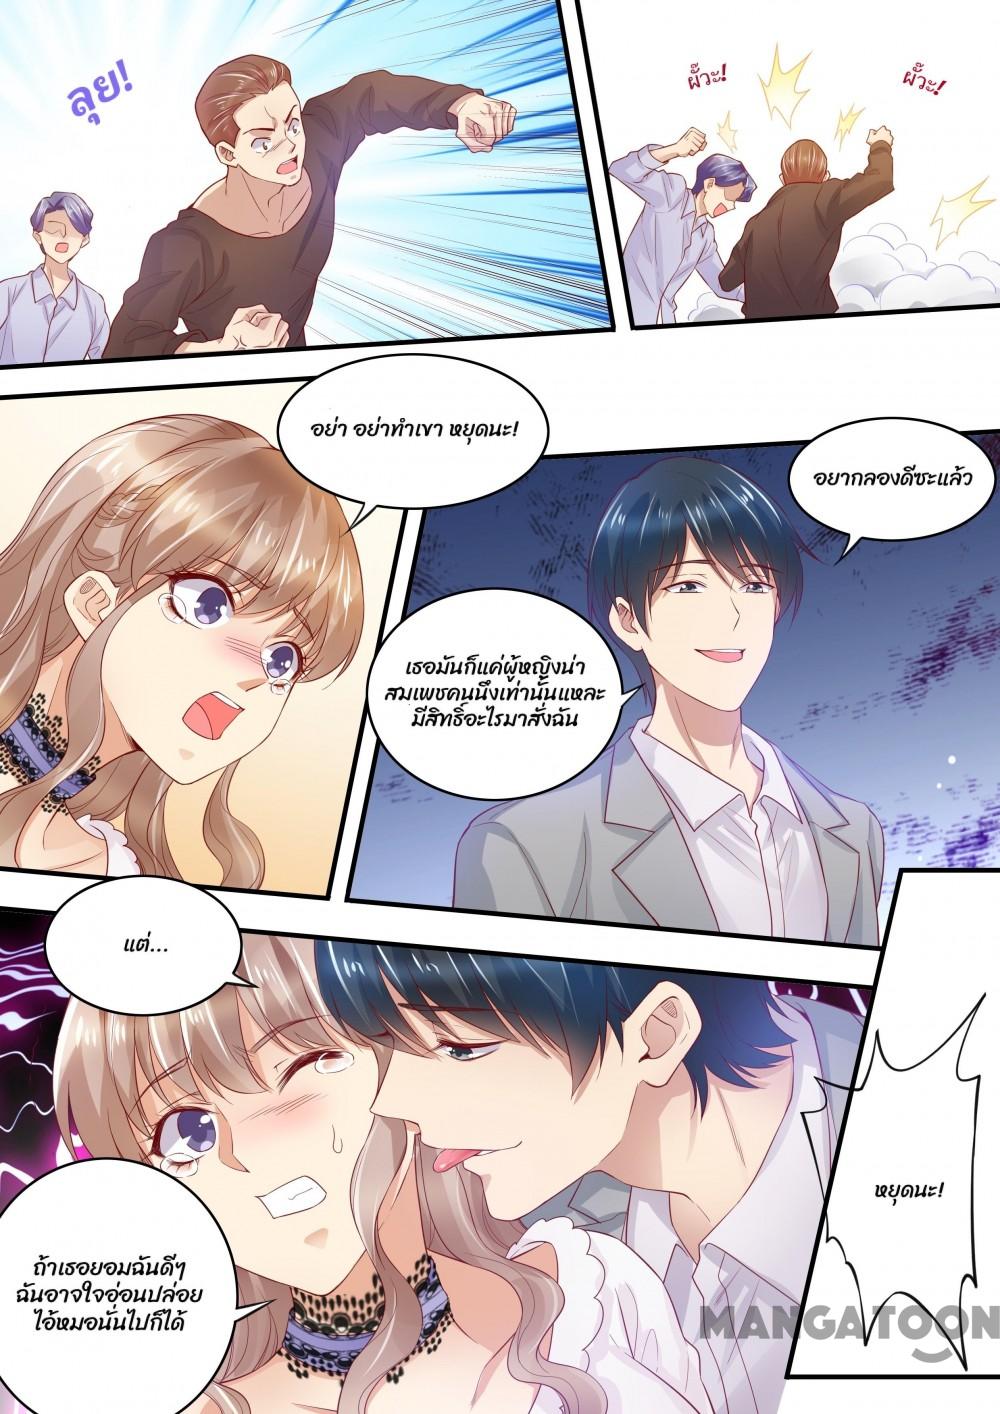 ลุย!
ผั๊วะ!
ผั๊วะ!
อย่า อย่าทำเขา หยุดนะ!
อยากลองดีซะแล้ว
เธอมันก็แค่ผู้หญิงน่า
สมเพชคนนึงเท่านั้นแหละ
มีสิทธิ์อะไรมาสั่งฉัน
แต่...
หยุดนะ!
ถ้าเธอยอมฉันดีๆ
ฉันอาจใจอ่อนปล่อย
ไอ้หมอนั่นไปก็ได้
MANGATOON